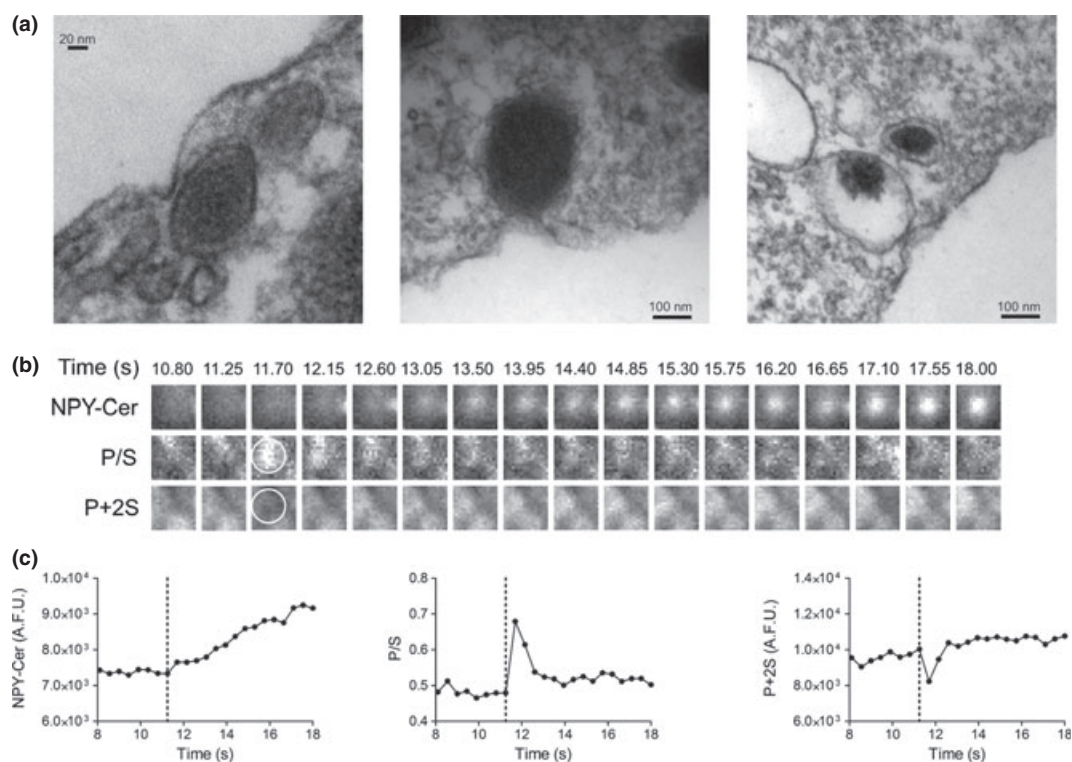 (a)
20 nm
100 nm
100 nm
(b)
Time (s) 10.80 11.25 11.70 12.15 12.60 13.05 13.50 13.95 14.40 14.85 15.30 15.75 16.20 16.65 17.10 17.55 18.00
NPY-Cer
P/S
P+2S
(c)
NPY-Cer (A.F.U.)
1.0×10⁴
9.0×10³
8.0×10³
7.0×10³
6.0×10³
8 10 12 14 16 18
Time (s)
P/S
0.8
0.7
0.6
0.5
0.4
8 10 12 14 16 18
Time (s)
P+2S (A.F.U.)
1.4×10⁴
1.2×10⁴
1.0×10⁴
8.0×10³
6.0×10³
8 10 12 14 16 18
Time (s)